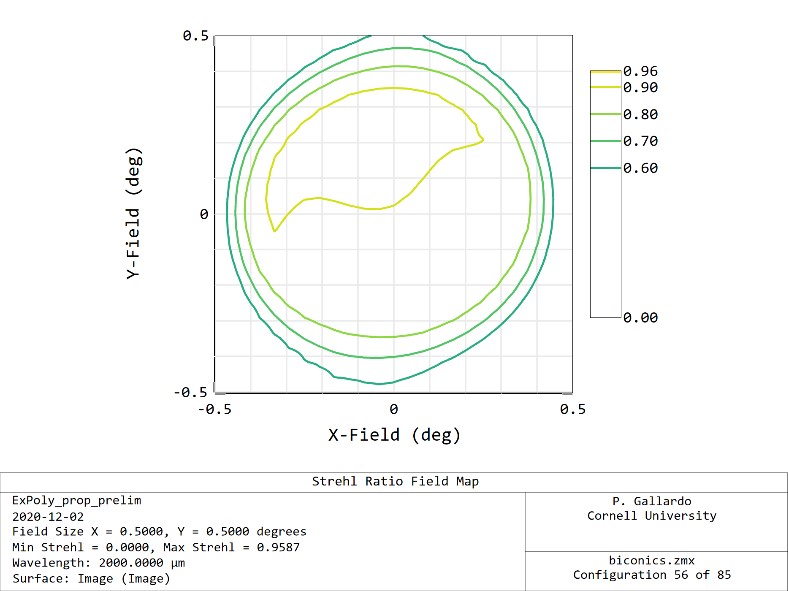 0.5
0
-0.5
Y-Field (deg)
-0.5
0
0.5
X-Field (deg)
0.96
0.90
0.80
0.70
0.60
0.00
Strehl Ratio Field Map
ExPoly_prop_prelim
2020-12-02
Field Size X = 0.5000, Y = 0.5000 degrees
Min Strehl = 0.0000, Max Strehl = 0.9587
Wavelength: 2000.0000 µm
Surface: Image (Image)
P. Gallardo
Cornell University
biconics.zmx
Configuration 56 of 85